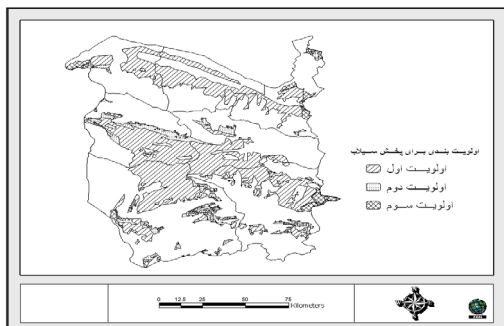 اولویت بندی برای پخش سیلاب
اولویت اول
اولویت دوم
اولویت سوم
0 12.5 25 50 75
Kilometers